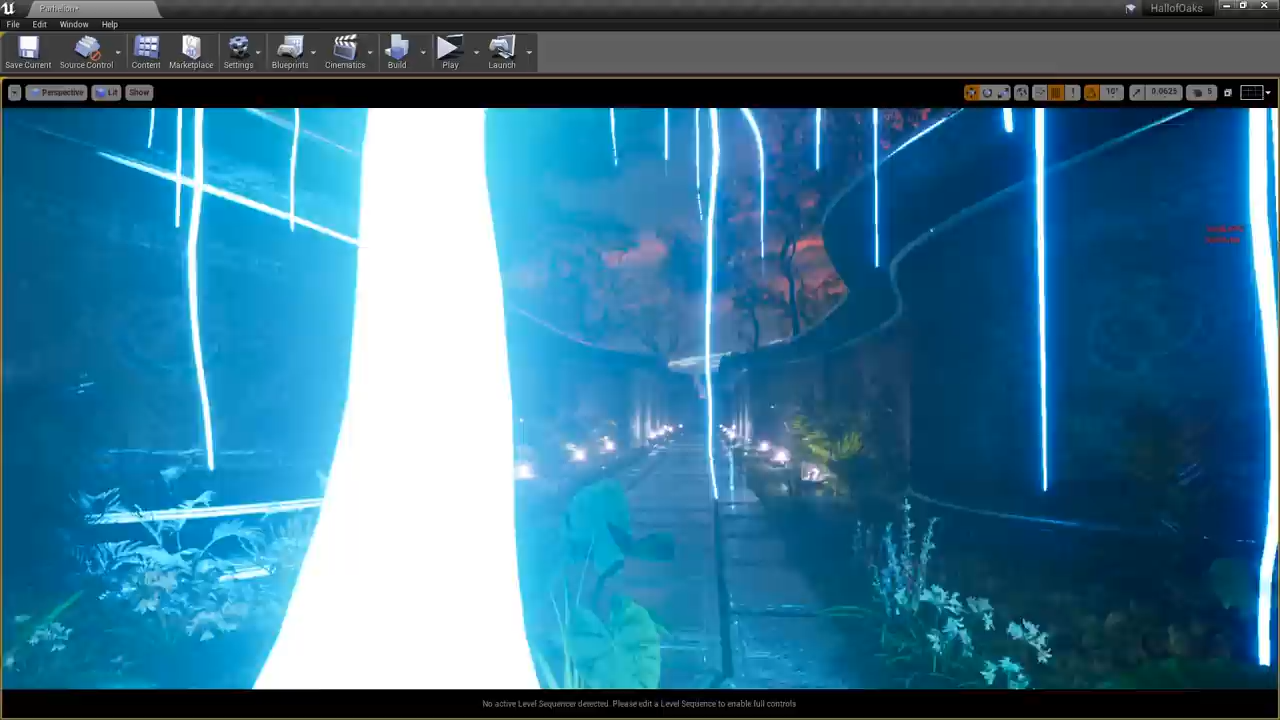 Parhelion*
HallofOaks
File Edit Window Help
Save Current Source Control Content Marketplace Settings Blueprints Cinematics Build Play Launch
Perspective Lit Show 10° 0.0625 5
No active Level Sequencer detected. Please edit a Level Sequence to enable full controls